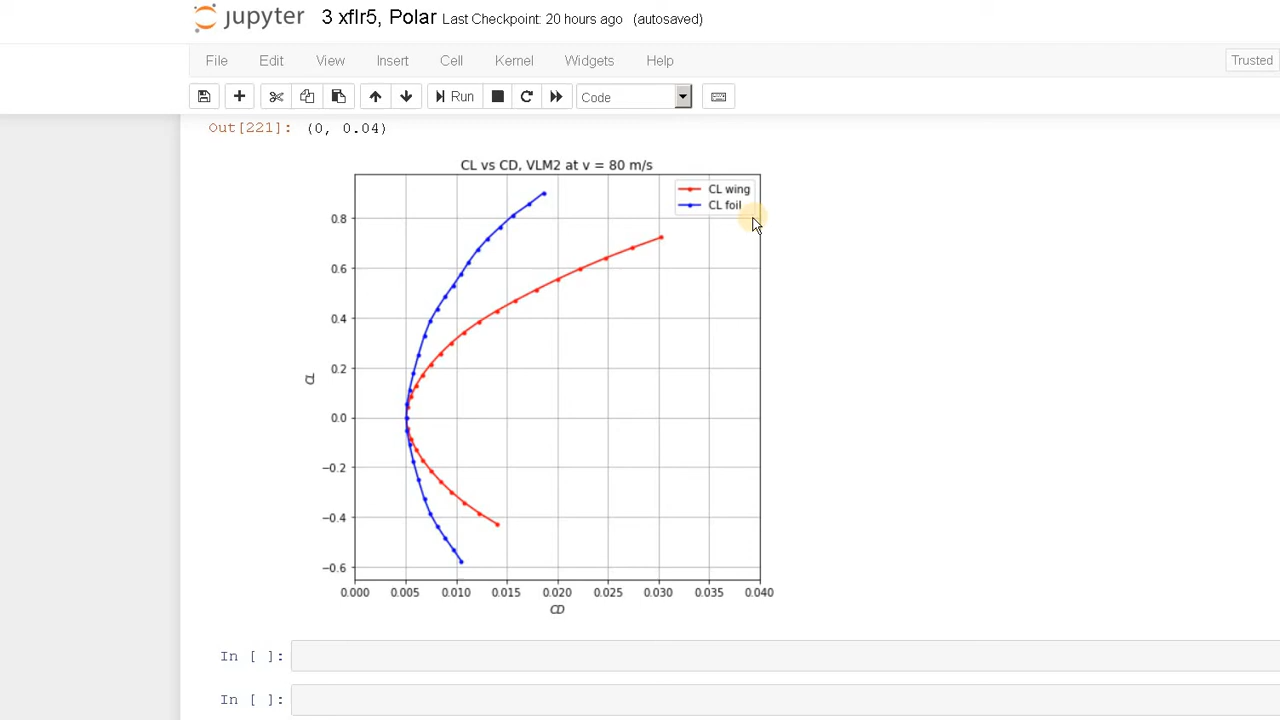 jupyter 3 xflr5, Polar Last Checkpoint: 20 hours ago (autosaved)
File Edit View Insert Cell Kernel Widgets Help Trusted
Run Code
Out[221]: (0, 0.04)
CL vs CD, VLM2 at v = 80 m/s
CL wing
CL foil
0.8
0.6
0.4
0.2
0.0
−0.2
−0.4
−0.6
CL
0.000 0.005 0.010 0.015 0.020 0.025 0.030 0.035 0.040
CD
In [ ]:
In [ ]: